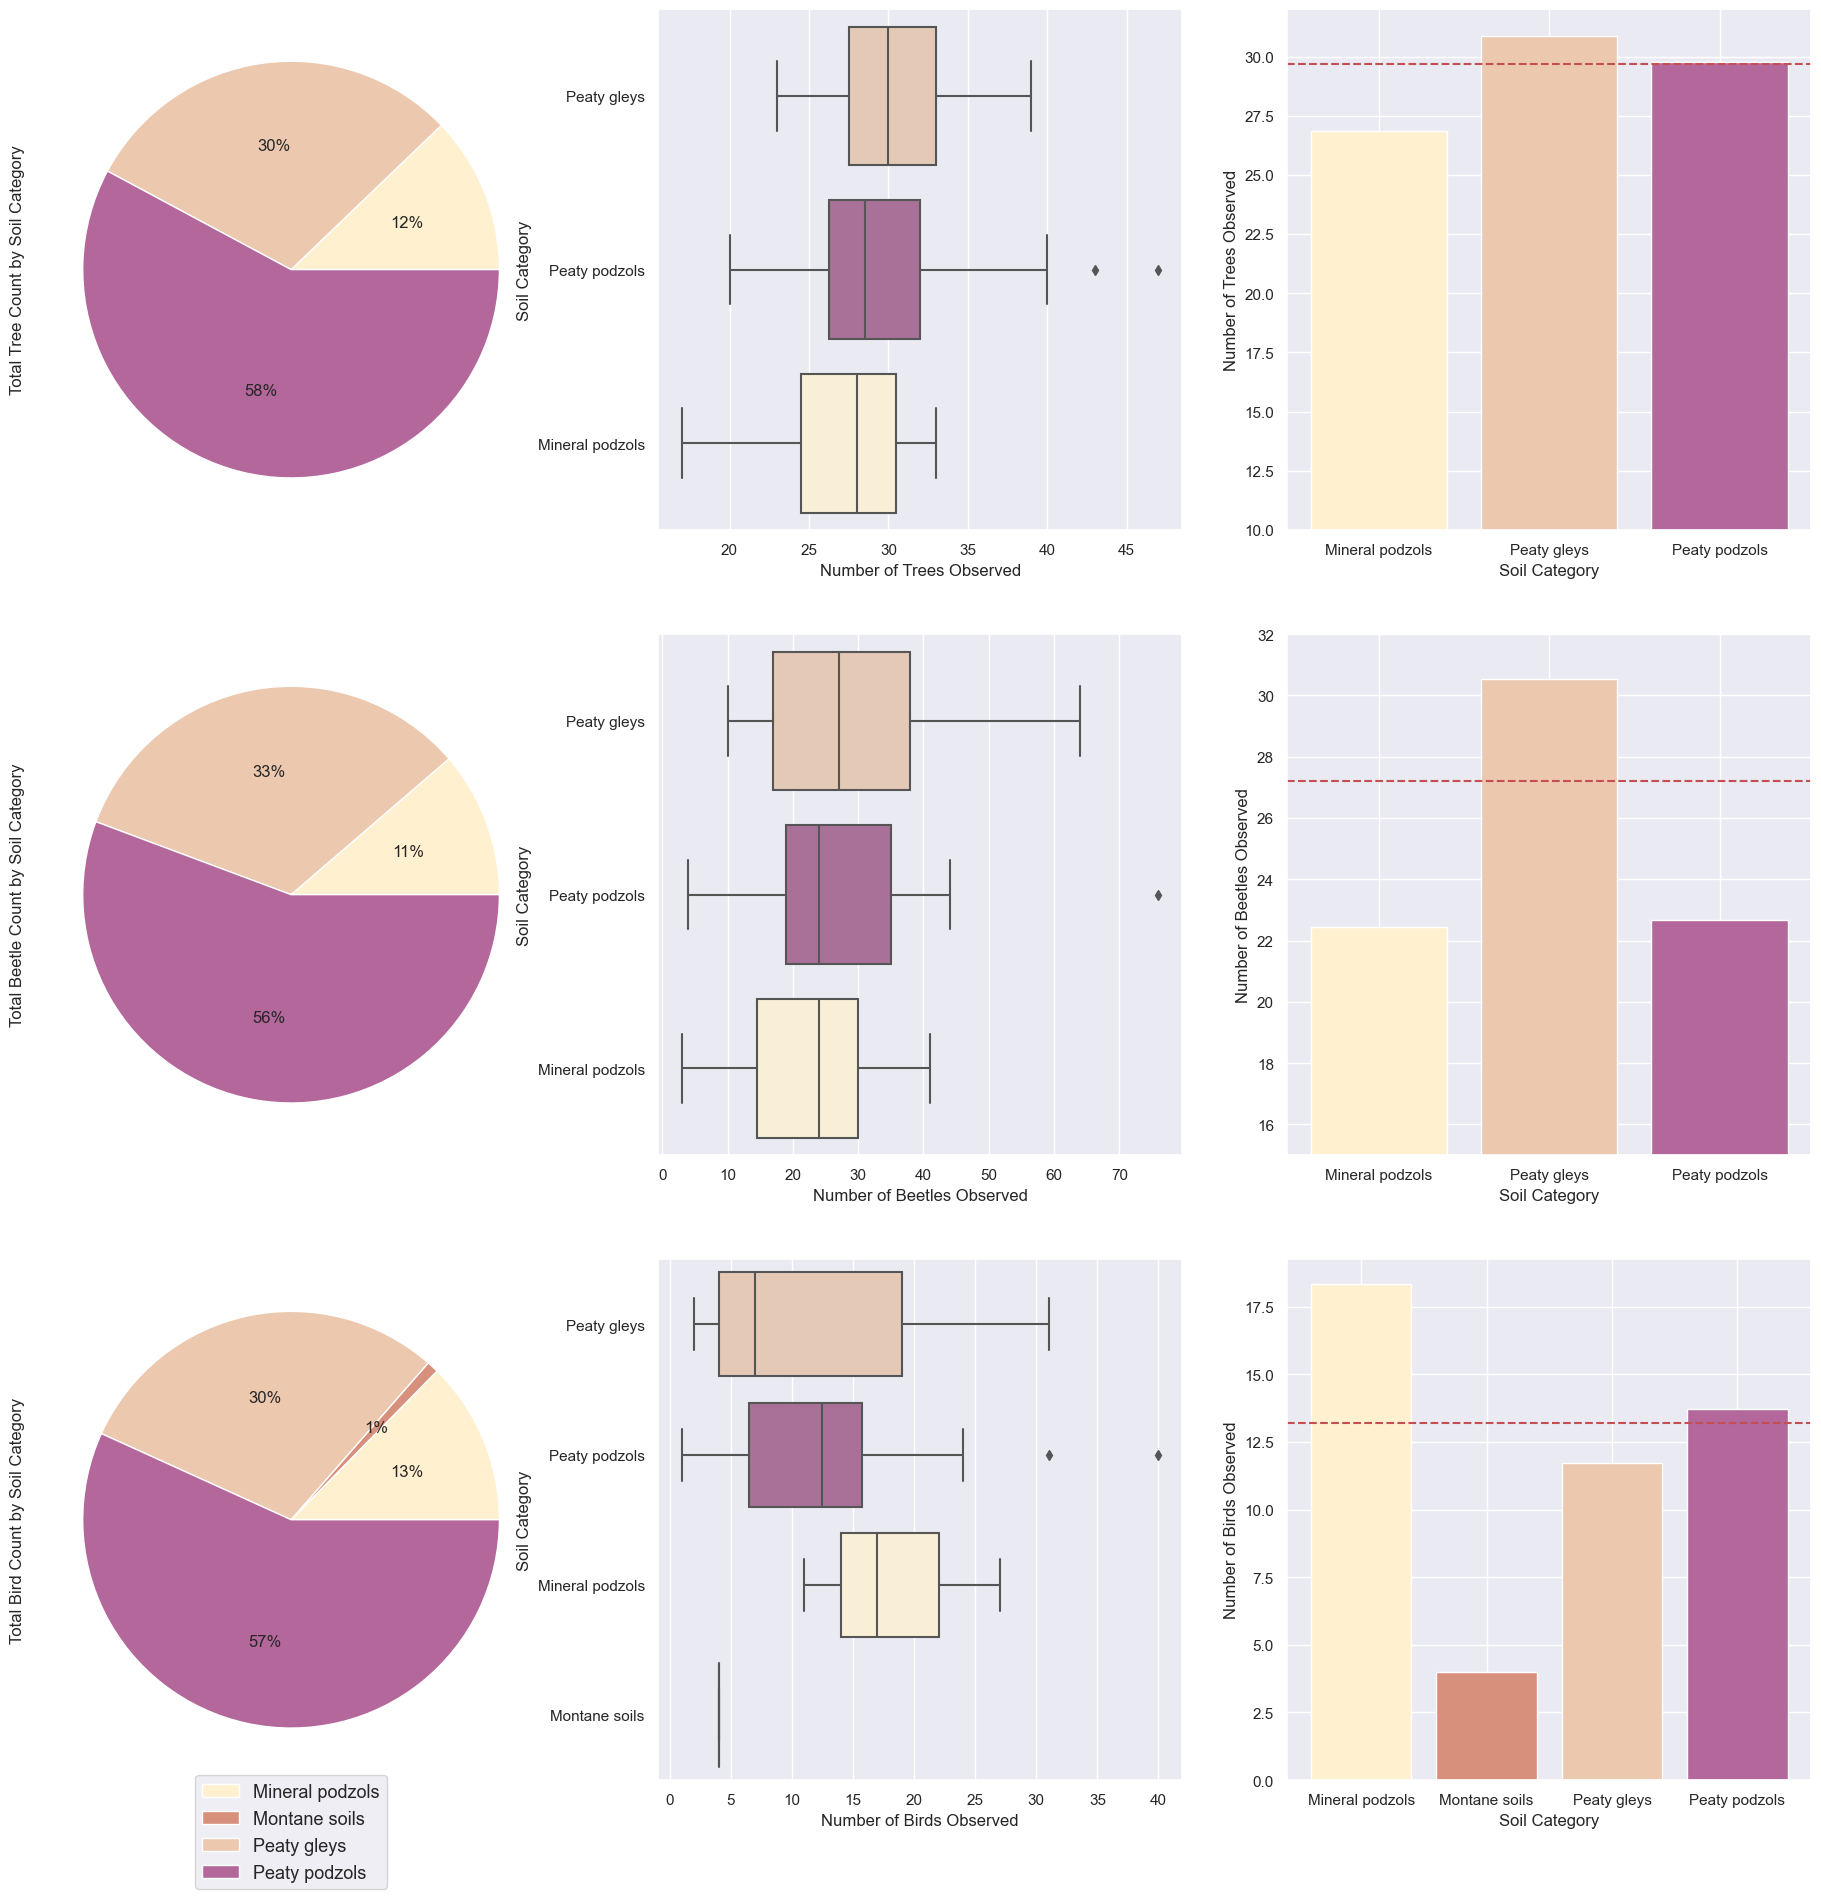 Total Tree Count by Soil Category
30%
12%
58%
Soil Category
Peaty gleys
Peaty podzols
Mineral podzols
20 25 30 35 40 45
Number of Trees Observed
Number of Trees Observed
30.0
27.5
25.0
22.5
20.0
17.5
15.0
12.5
10.0
Mineral podzols Peaty gleys Peaty podzols
Soil Category
Total Beetle Count by Soil Category
33%
11%
56%
Soil Category
Peaty gleys
Peaty podzols
Mineral podzols
0 10 20 30 40 50 60 70
Number of Beetles Observed
Number of Beetles Observed
32
30
28
26
24
22
20
18
16
Mineral podzols Peaty gleys Peaty podzols
Soil Category
Total Bird Count by Soil Category
30%
1%
13%
57%
Mineral podzols
Montane soils
Peaty gleys
Peaty podzols
Soil Category
Peaty gleys
Peaty podzols
Mineral podzols
Montane soils
0 5 10 15 20 25 30 35 40
Number of Birds Observed
Number of Birds Observed
17.5
15.0
12.5
10.0
7.5
5.0
2.5
0.0
Mineral podzols Montane soils Peaty gleys Peaty podzols
Soil Category